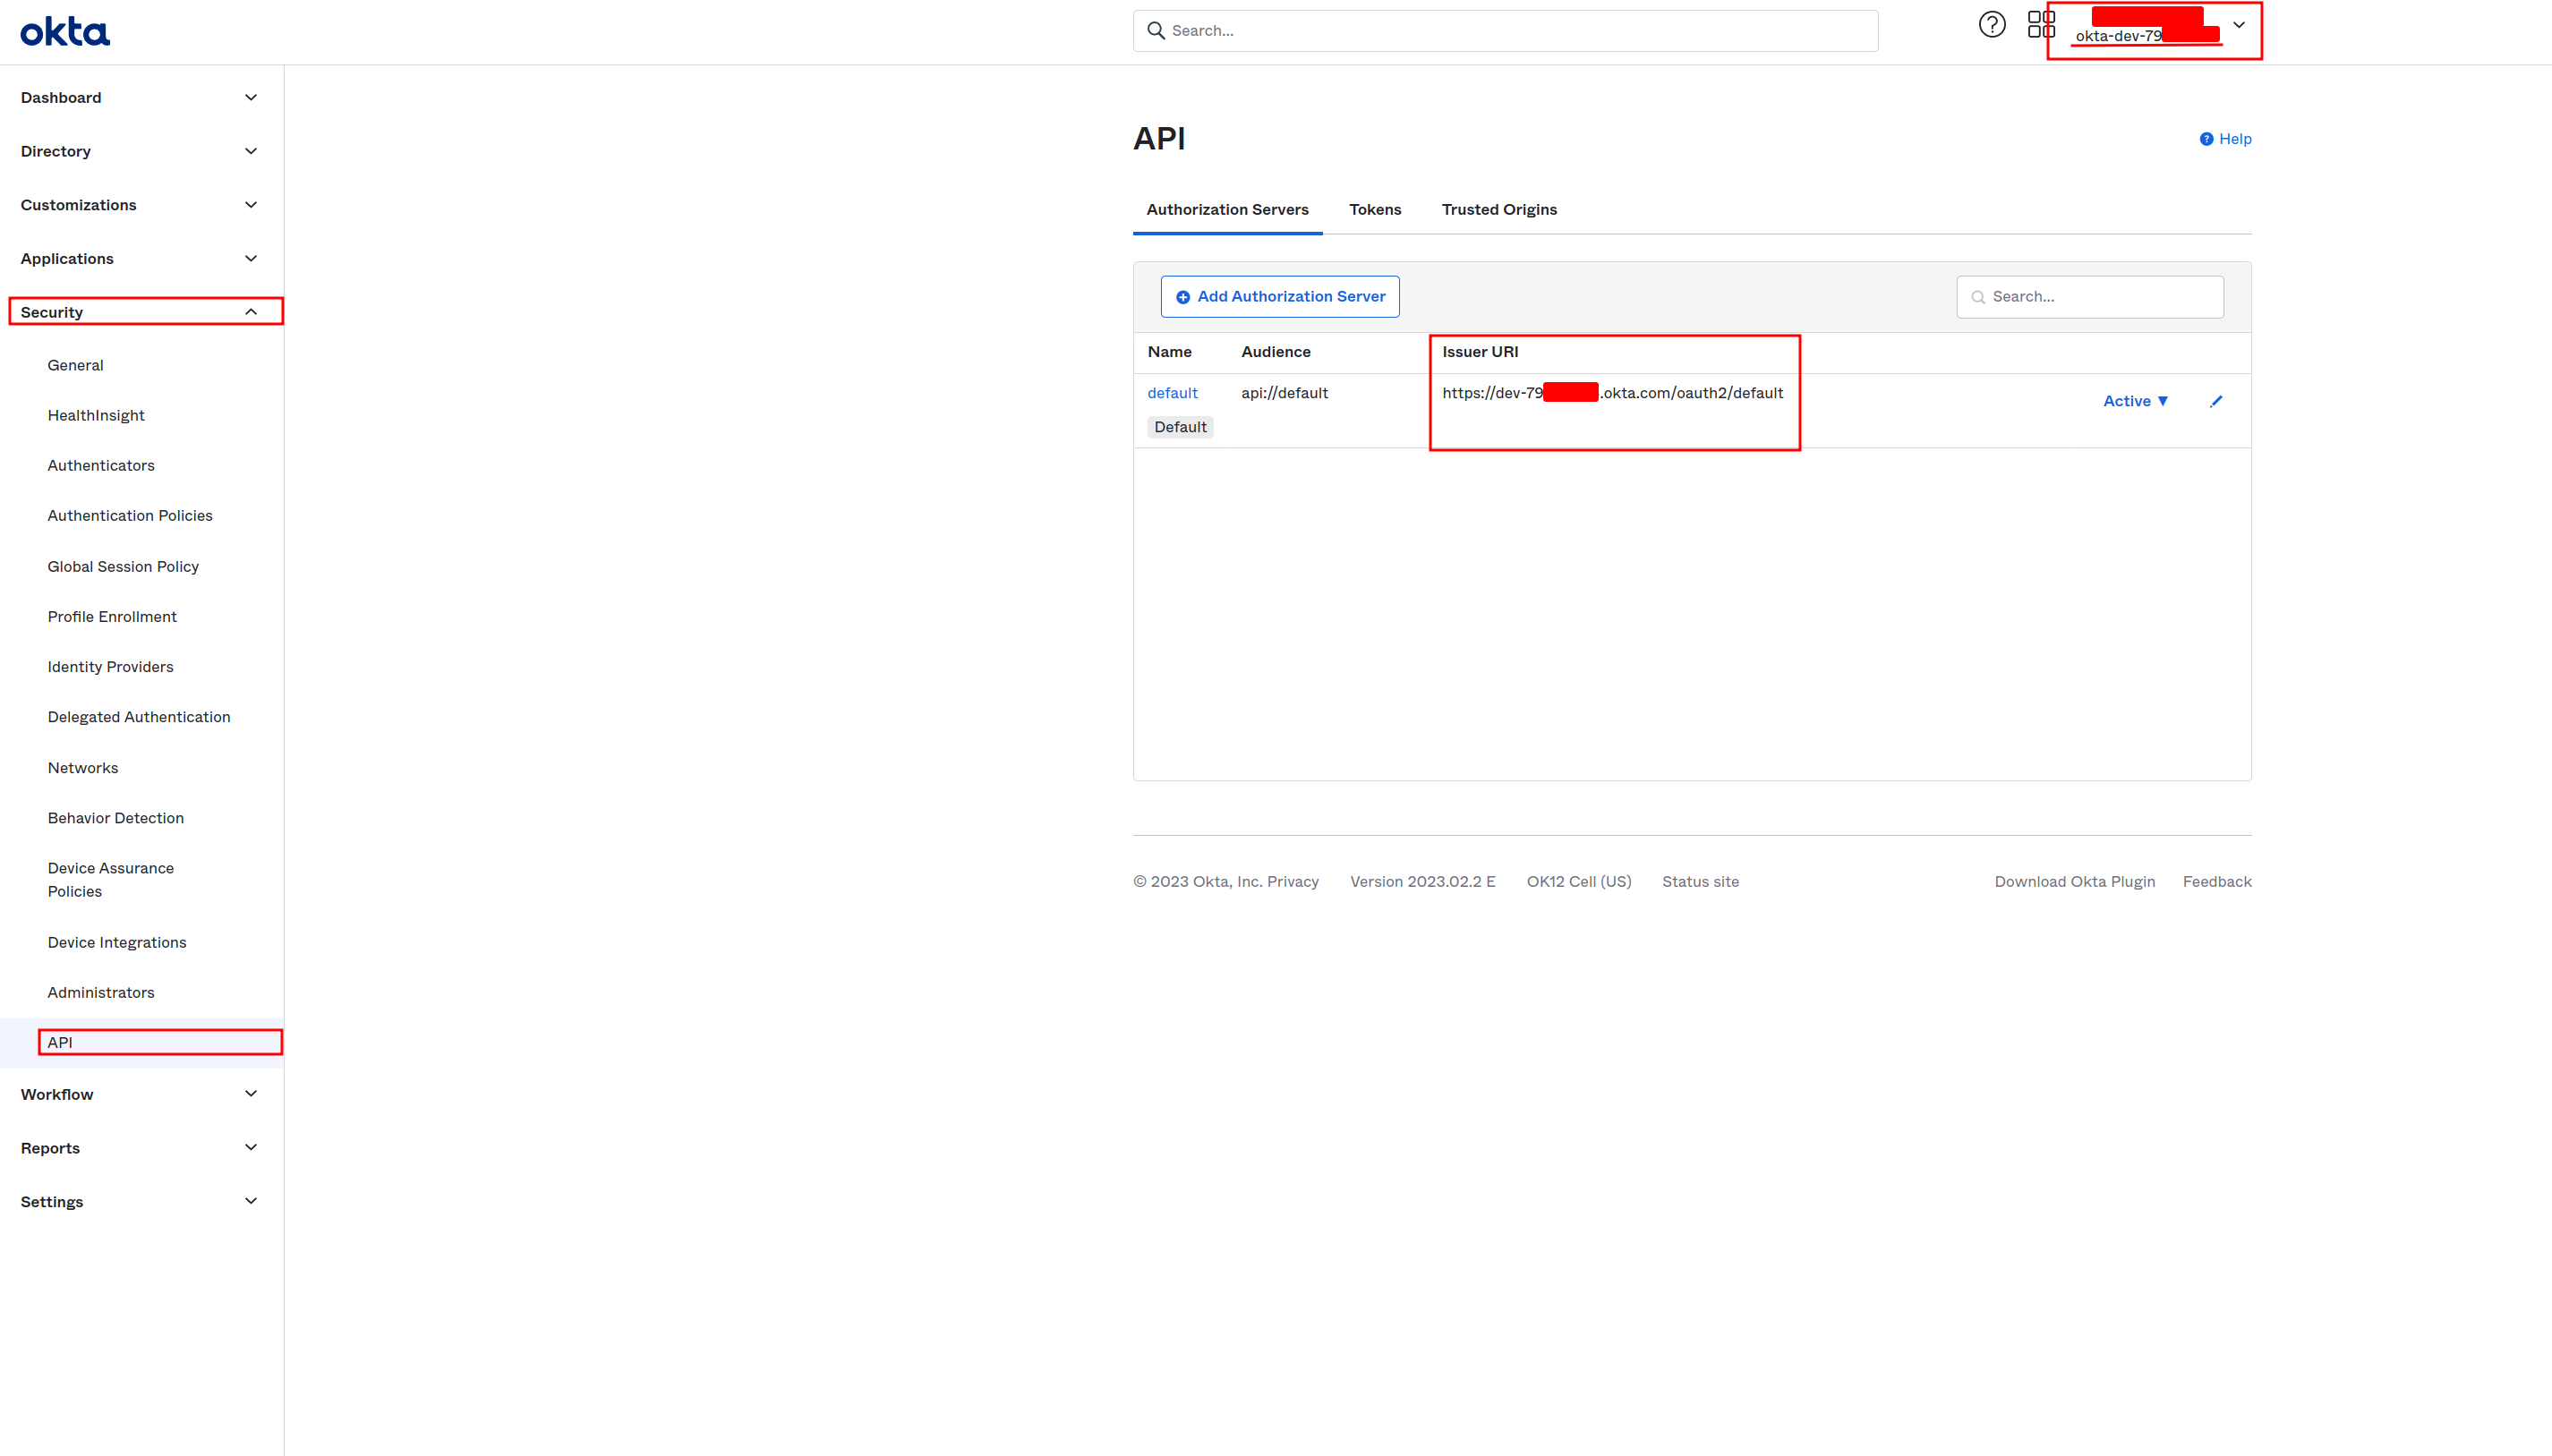 okta
Search...
okta-dev-79
Dashboard
Directory
Customizations
Applications
Security
General
HealthInsight
Authenticators
Authentication Policies
Global Session Policy
Profile Enrollment
Identity Providers
Delegated Authentication
Networks
Behavior Detection
Device Assurance
Policies
Device Integrations
Administrators
API
Workflow
Reports
Settings
API
Help
Authorization Servers Tokens Trusted Origins
Add Authorization Server
Search...
Name Audience Issuer URI
default api://default https://dev-79 .okta.com/oauth2/default Active
Default
© 2023 Okta, Inc. Privacy Version 2023.02.2 E OK12 Cell (US) Status site Download Okta Plugin Feedback